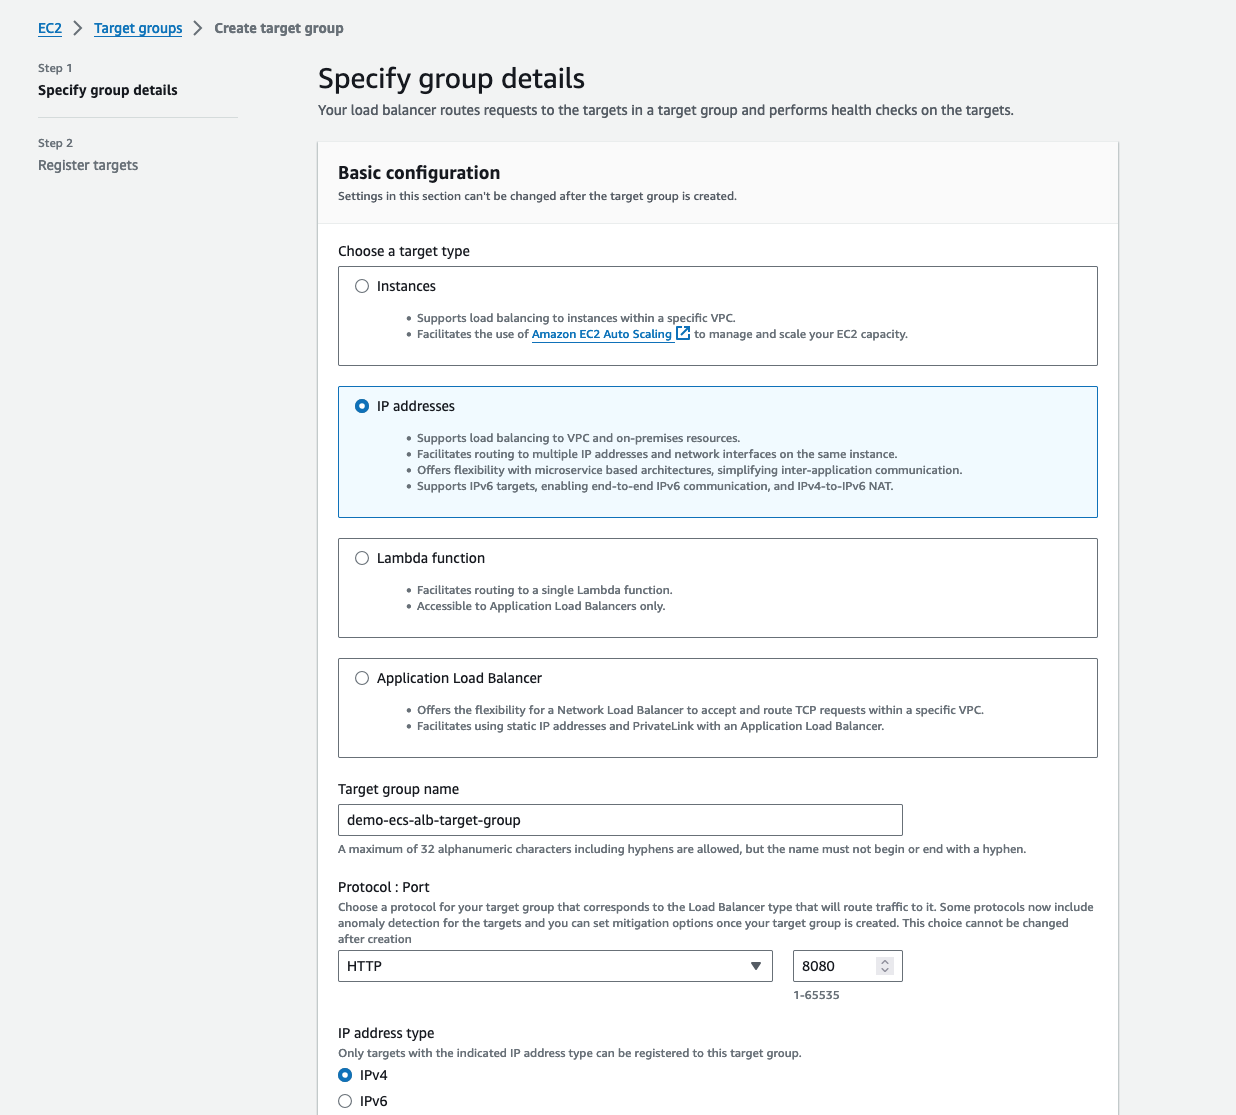 EC2 > Target groups > Create target group
Step 1
Specify group details
Step 2
Register targets
Specify group details
Your load balancer routes requests to the targets in a target group and performs health checks on the targets.
Basic configuration
Settings in this section can't be changed after the target group is created.
Choose a target type
Instances
• Supports load balancing to instances within a specific VPC.
• Facilitates the use of Amazon EC2 Auto Scaling to manage and scale your EC2 capacity.
IP addresses
• Supports load balancing to VPC and on-premises resources.
• Facilitates routing to multiple IP addresses and network interfaces on the same instance.
• Offers flexibility with microservice based architectures, simplifying inter-application communication.
• Supports IPv6 targets, enabling end-to-end IPv6 communication, and IPv4-to-IPv6 NAT.
Lambda function
• Facilitates routing to a single Lambda function.
• Accessible to Application Load Balancers only.
Application Load Balancer
• Offers the flexibility for a Network Load Balancer to accept and route TCP requests within a specific VPC.
• Facilitates using static IP addresses and PrivateLink with an Application Load Balancer.
Target group name
demo-ecs-alb-target-group
A maximum of 32 alphanumeric characters including hyphens are allowed, but the name must not begin or end with a hyphen.
Protocol : Port
Choose a protocol for your target group that corresponds to the Load Balancer type that will route traffic to it. Some protocols now include
anomaly detection for the targets and you can set mitigation options once your target group is created. This choice cannot be changed
after creation
HTTP
8080
1-65535
IP address type
Only targets with the indicated IP address type can be registered to this target group.
IPv4
IPv6